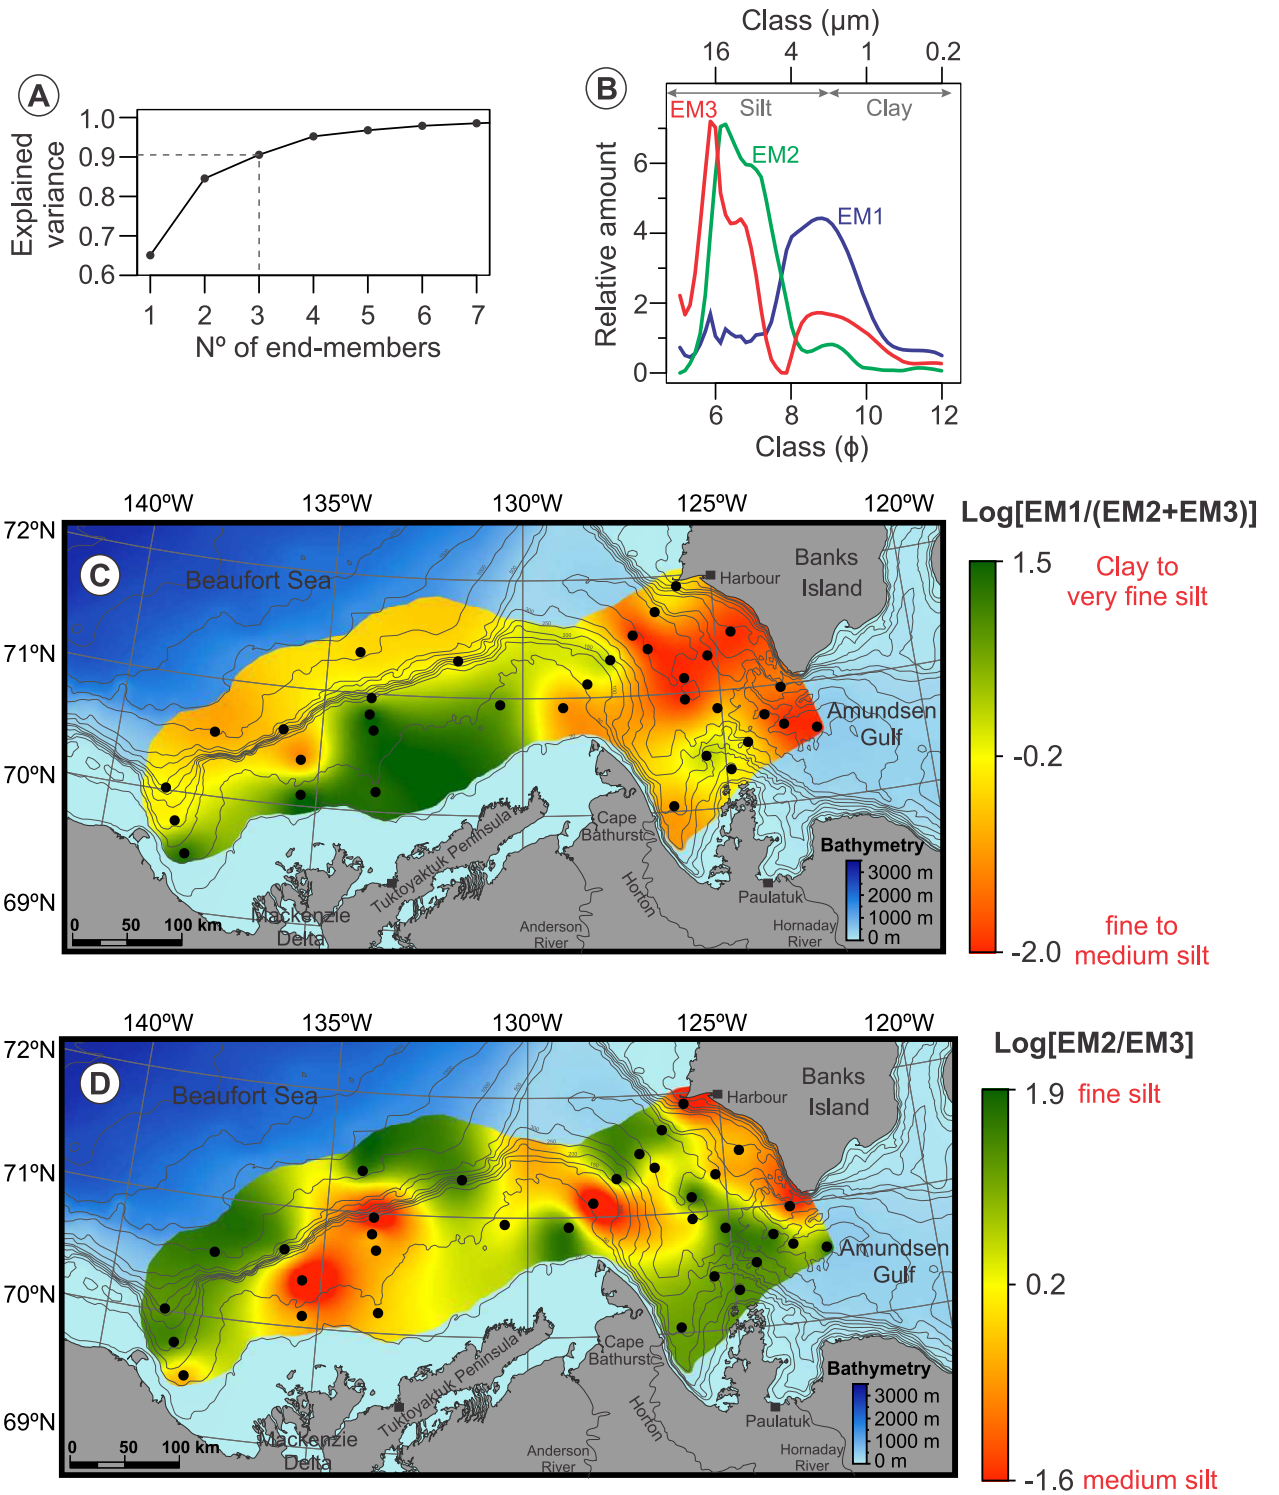 A
Explained
variance
1.0
0.9
0.8
0.7
0.6
1 2 3 4 5 6 7
Nº of end-members
B
Class (μm)
16 4 1 0.2
Silt Clay
EM3
EM2
EM1
Relative amount
6
4
2
0
6 8 10 12
Class (ϕ)
140ºW 135ºW 130ºW 125ºW 120ºW
72ºN
71ºN
70ºN
69ºN
C
Beaufort Sea
Banks
Island
Harbour
Amundsen
Gulf
Cape
Bathurst
Tuktoyaktuk Peninsula
Mackenzie
Delta
Horton
Anderson
River
Paulatuk
Hornaday
River
Bathymetry
3000 m
2000 m
1000 m
0 m
0 50 100 km
Log[EM1/(EM2+EM3)]
1.5
Clay to
very fine silt
-0.2
-2.0
fine to
medium silt
140ºW 135ºW 130ºW 125ºW 120ºW
72ºN
71ºN
70ºN
69ºN
D
Beaufort Sea
Banks
Island
Harbour
Amundsen
Gulf
Cape
Bathurst
Tuktoyaktuk Peninsula
Mackenzie
Delta
Horton
Anderson
River
Paulatuk
Hornaday
River
Bathymetry
3000 m
2000 m
1000 m
0 m
0 50 100 km
Log[EM2/EM3]
1.9 fine silt
0.2
-1.6 medium silt